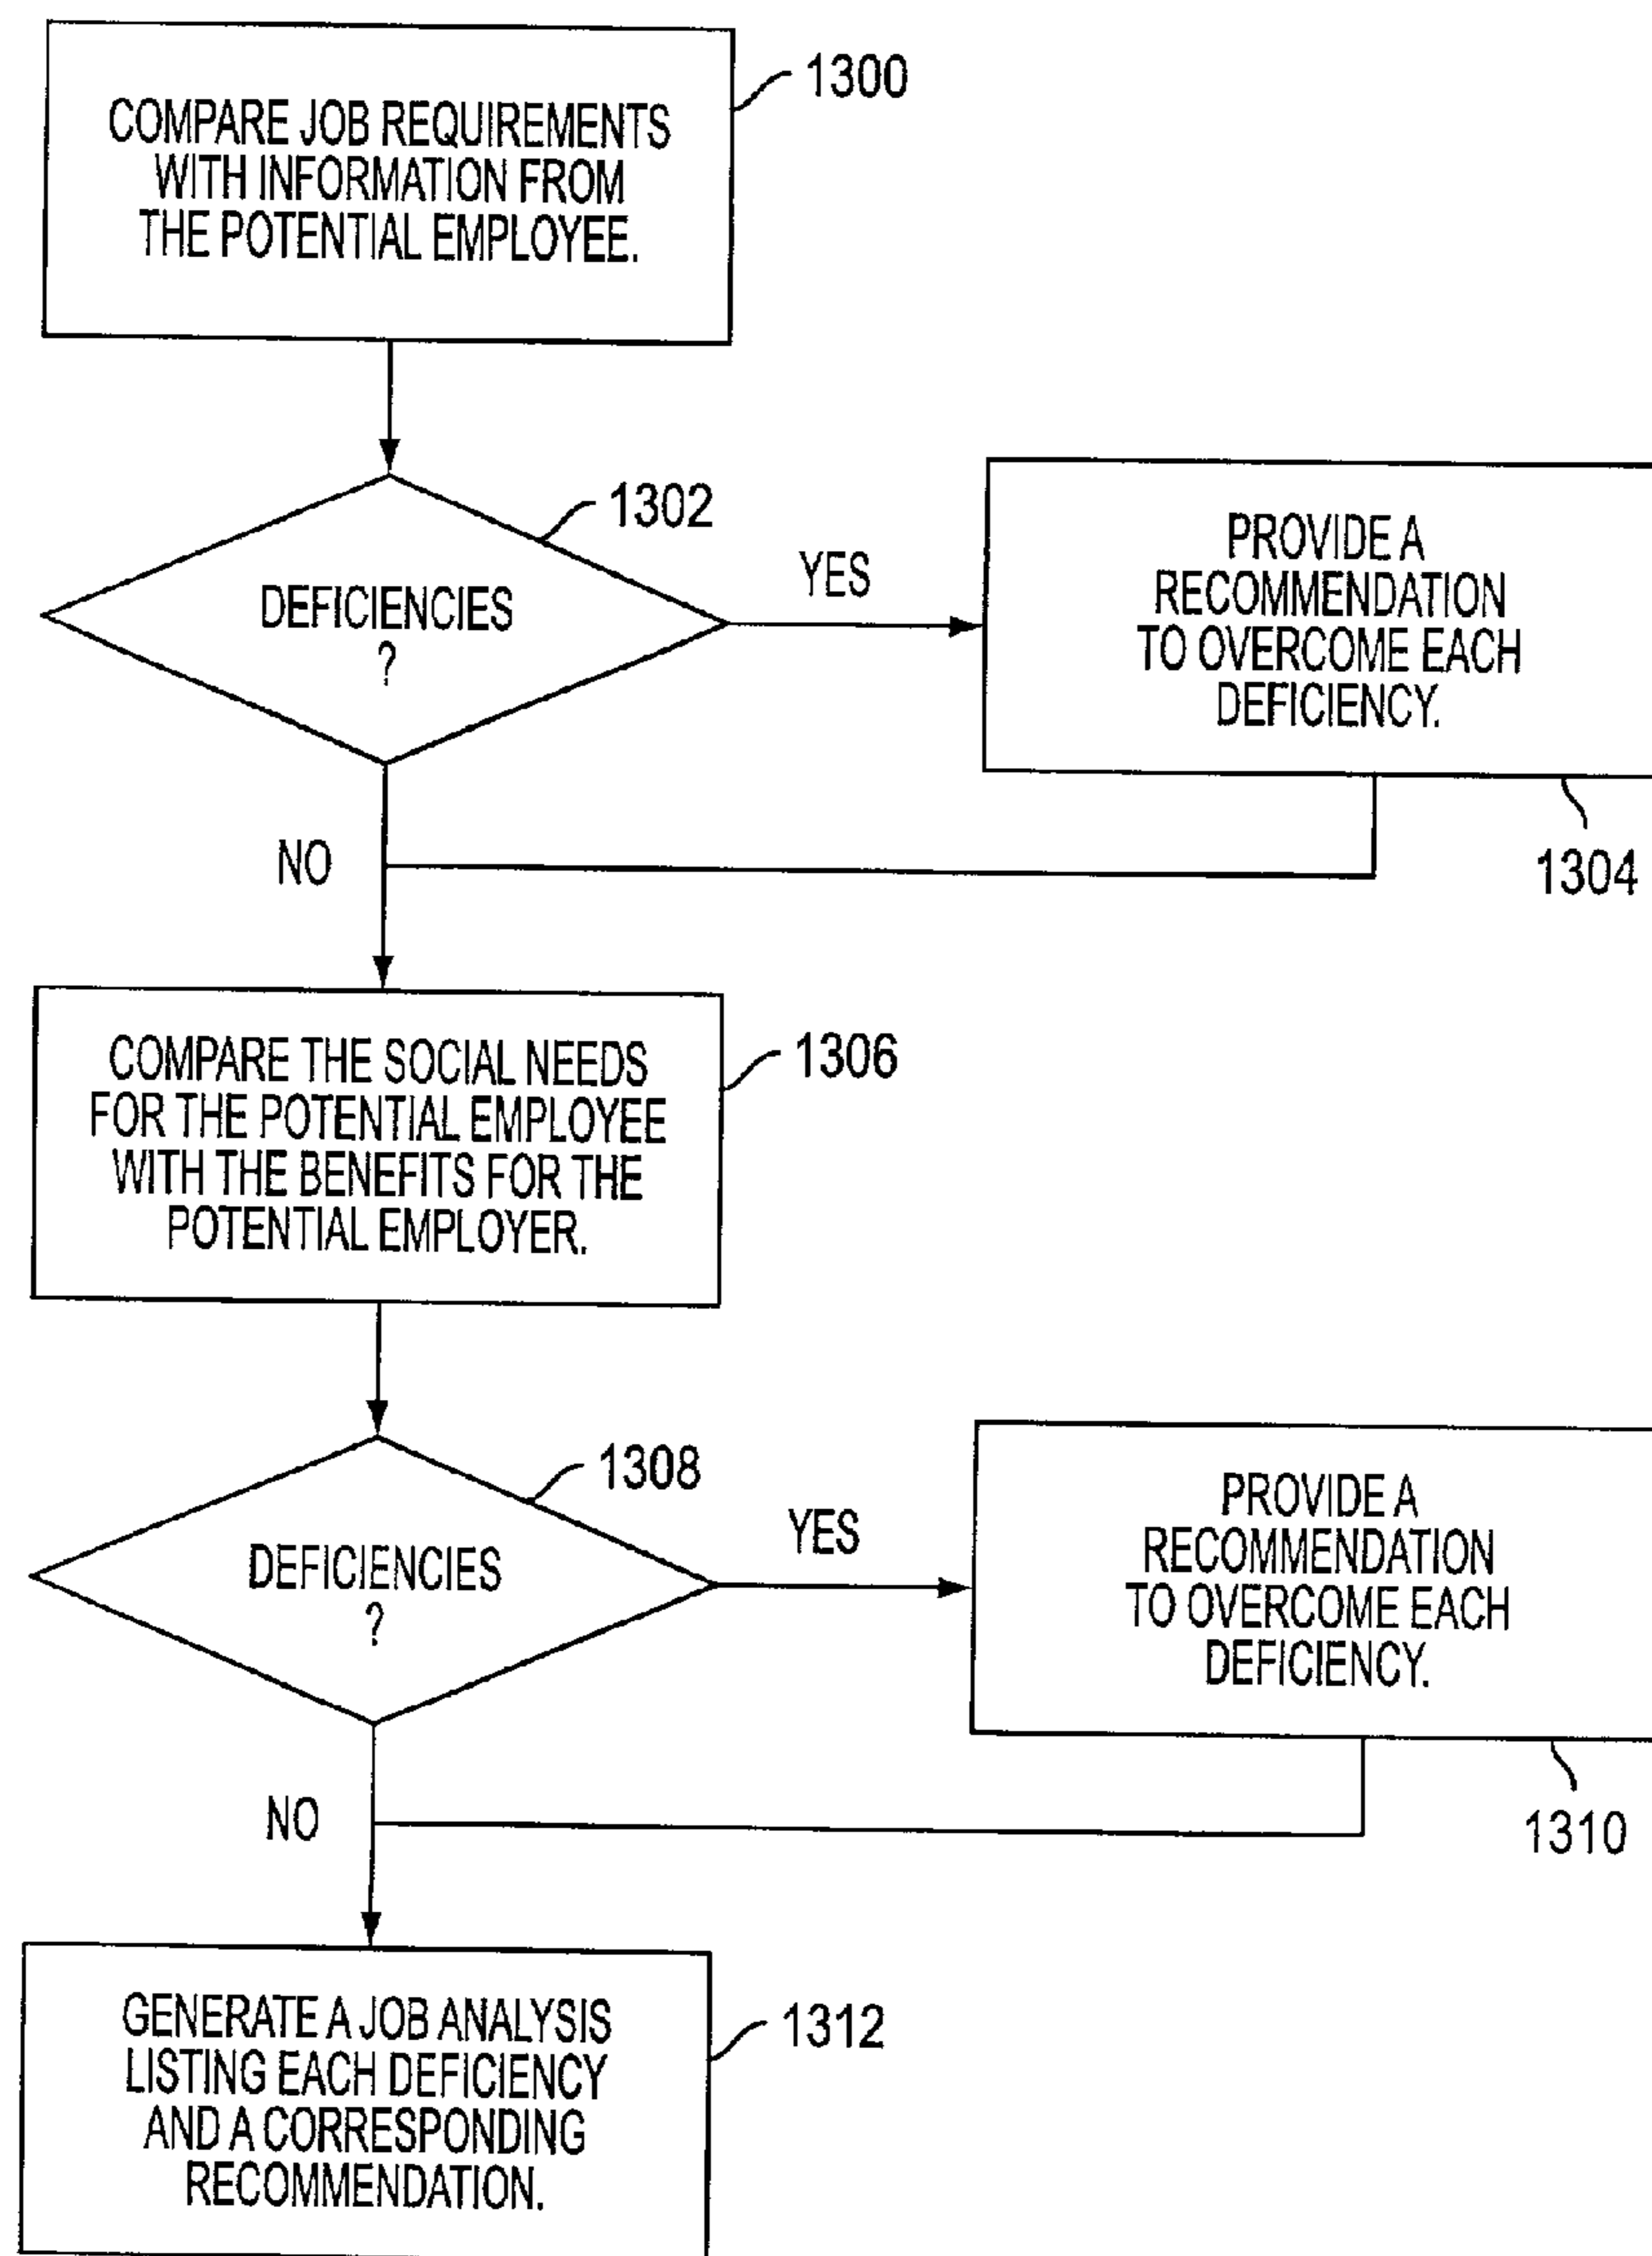 1300
COMPARE JOB REQUIREMENTS
WITH INFORMATION FROM
THE POTENTIAL EMPLOYEE.
1302
DEFICIENCIES
?
YES
PROVIDE A
RECOMMENDATION
TO OVERCOME EACH
DEFICIENCY.
1304
NO
1306
COMPARE THE SOCIAL NEEDS
FOR THE POTENTIAL EMPLOYEE
WITH THE BENEFITS FOR THE
POTENTIAL EMPLOYER.
1308
DEFICIENCIES
?
YES
PROVIDE A
RECOMMENDATION
TO OVERCOME EACH
DEFICIENCY.
1310
NO
1312
GENERATE A JOB ANALYSIS
LISTING EACH DEFICIENCY
AND A CORRESPONDING
RECOMMENDATION.